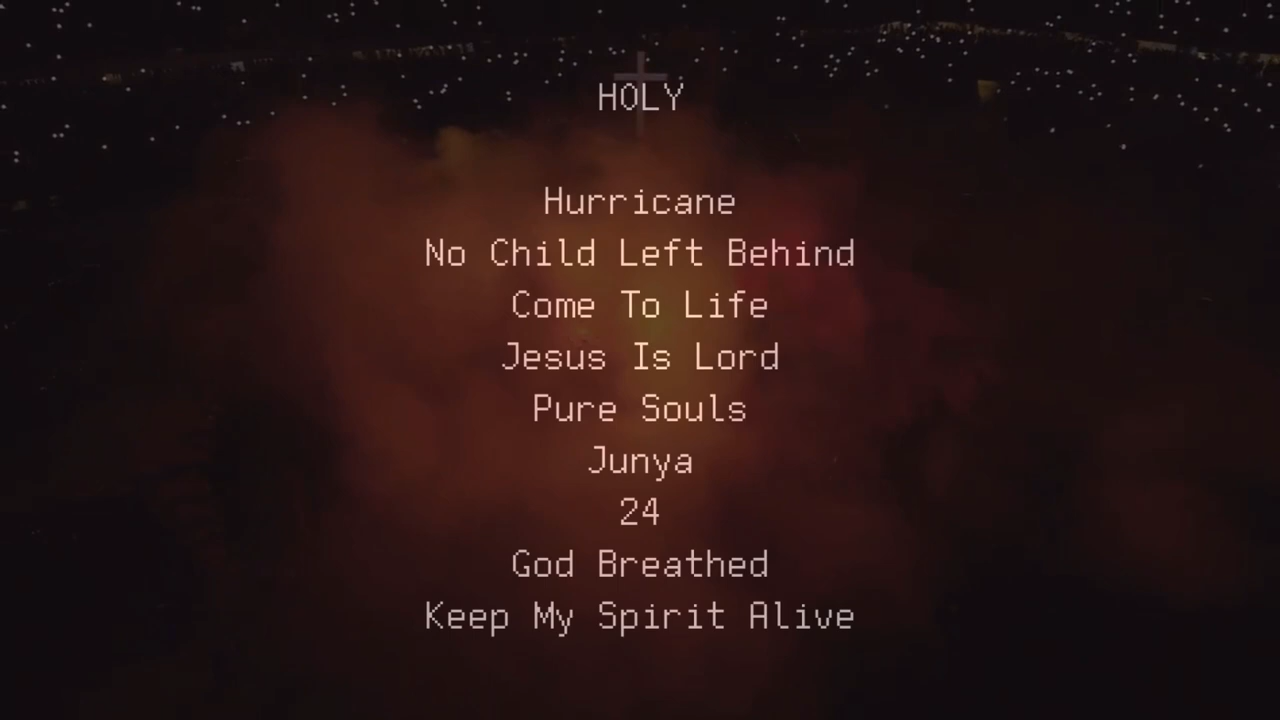 HOLY
Hurricane
No Child Left Behind
Come To Life
Jesus Is Lord
Pure Souls
Junya
24
God Breathed
Keep My Spirit Alive